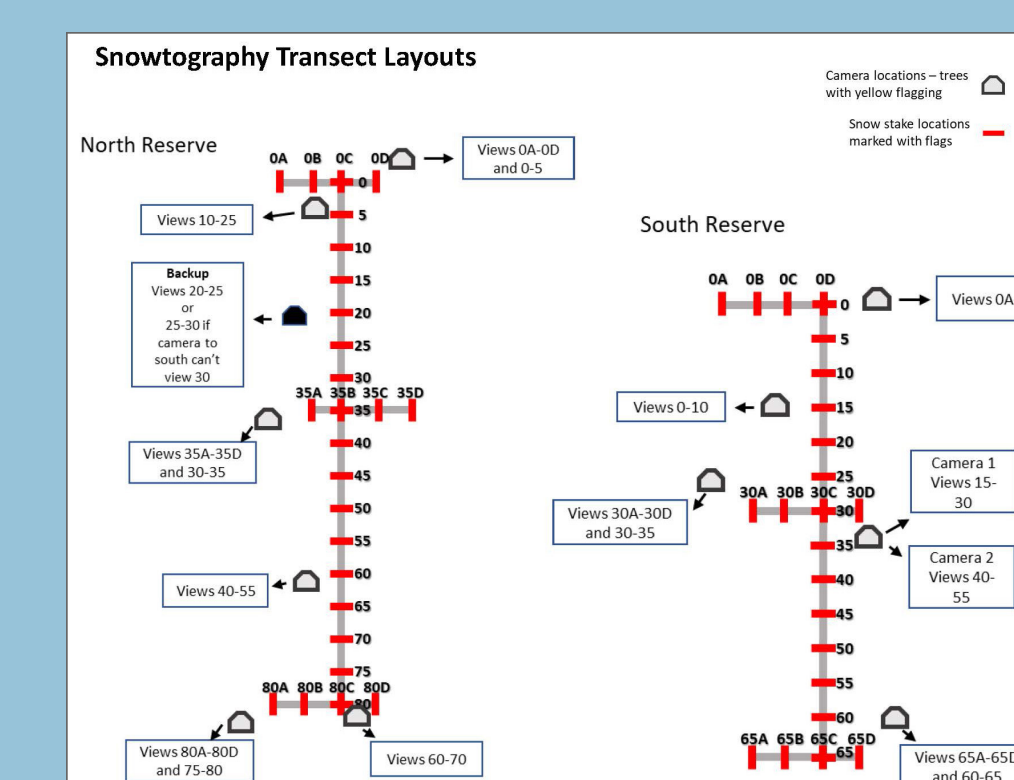 Snowtography Transect Layouts
Camera locations – trees
with yellow flagging
Snow stake locations
marked with flags
North Reserve
0A 0B 0C 0D
0
5
10
15
20
25
30
35A 35B 35C 35D
35
40
45
50
55
60
65
70
75
80A 80B 80C 80D
80
Views 0A-0D
and 0-5
Views 10-25
Backup
Views 20-25
or
25-30 if
camera to
south can't
view 30
Views 35A-35D
and 30-35
Views 40-55
Views 80A-80D
and 75-80
Views 60-70
South Reserve
0A 0B 0C 0D
0
5
10
15
20
25
30A 30B 30C 30D
30
35
40
45
50
55
60
65A 65B 65C 65D
65
Views 0A
Views 0-10
Views 30A-30D
and 30-35
Camera 1
Views 15-
30
Camera 2
Views 40-
55
Views 65A-65D
and 60-65